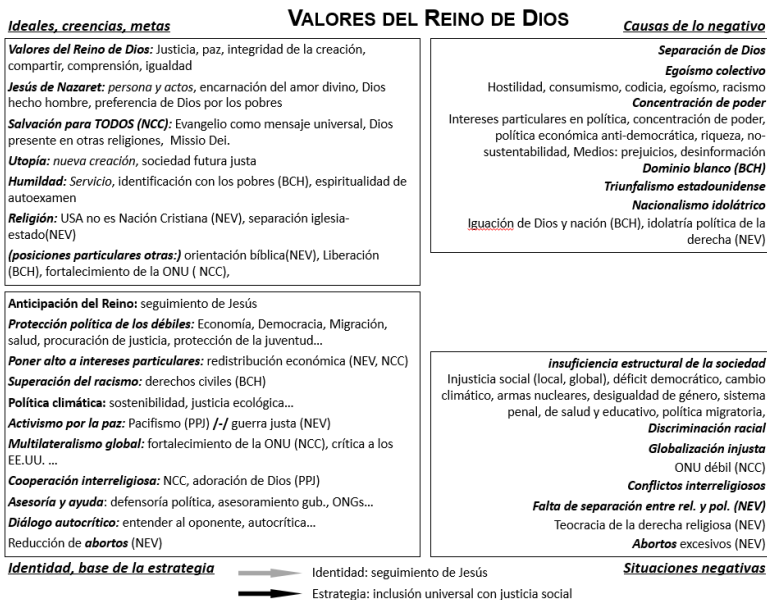 VALORES DEL REINO DE DIOS
Ideales, creencias, metas
Causas de lo negativo
Valores del Reino de Dios: Justicia, paz, integridad de la creación,
compartir, comprensión, igualdad
Jesús de Nazaret: persona y actos, encarnación del amor divino, Dios
hecho hombre, preferencia de Dios por los pobres
Salvación para TODOS (NCC): Evangelio como mensaje universal, Dios
presente en otras religiones, Missio Dei.
Utopía: nueva creación, sociedad futura justa
Humildad: Servicio, identificación con los pobres (BCH), espiritualidad de
autoexamen
Religión: USA no es Nación Cristiana (NEV), separación iglesia-
estado(NEV)
(posiciones particulares otras:) orientación bíblica(NEV), Liberación
(BCH), fortalecimiento de la ONU ( NCC),
Separación de Dios
Egoísmo colectivo
Hostilidad, consumismo, codicia, egoísmo, racismo
Concentración de poder
Intereses particulares en política, concentración de poder,
política económica anti-democrática, riqueza, no-
sustentabilidad, Medios: prejuicios, desinformación
Dominio blanco (BCH)
Triunfalismo estadounidense
Nacionalismo idolátrico
Iguación de Dios y nación (BCH), idolatría política de la
derecha (NEV)
Anticipación del Reino: seguimiento de Jesús
Protección política de los débiles: Economía, Democracia, Migración,
salud, procuración de justicia, protección de la juventud…
Poner alto a intereses particulares: redistribución económica (NEV, NCC)
Superación del racismo: derechos civiles (BCH)
Política climática: sostenibilidad, justicia ecológica…
Activismo por la paz: Pacifismo (PPJ) /-/ guerra justa (NEV)
Multilateralismo global: fortalecimiento de la ONU (NCC), crítica a los
EE.UU. …
Cooperación interreligiosa: NCC, adoración de Dios (PPJ)
Asesoría y ayuda: defensoría política, asesoramiento gub., ONGs…
Diálogo autocrítico: entender al oponente, autocrítica…
Reducción de abortos (NEV)
insuficiencia estructural de la sociedad
Injusticia social (local, global), déficit democrático, cambio
climático, armas nucleares, desigualdad de género, sistema
penal, de salud y educativo, política migratoria,
Discriminación racial
Globalización injusta
ONU débil (NCC)
Conflictos interreligiosos
Falta de separación entre rel. y pol. (NEV)
Teocracia de la derecha religiosa (NEV)
Abortos excesivos (NEV)
Identidad, base de la estrategia
Situaciones negativas
Identidad: seguimiento de Jesús
Estrategia: inclusión universal con justicia social